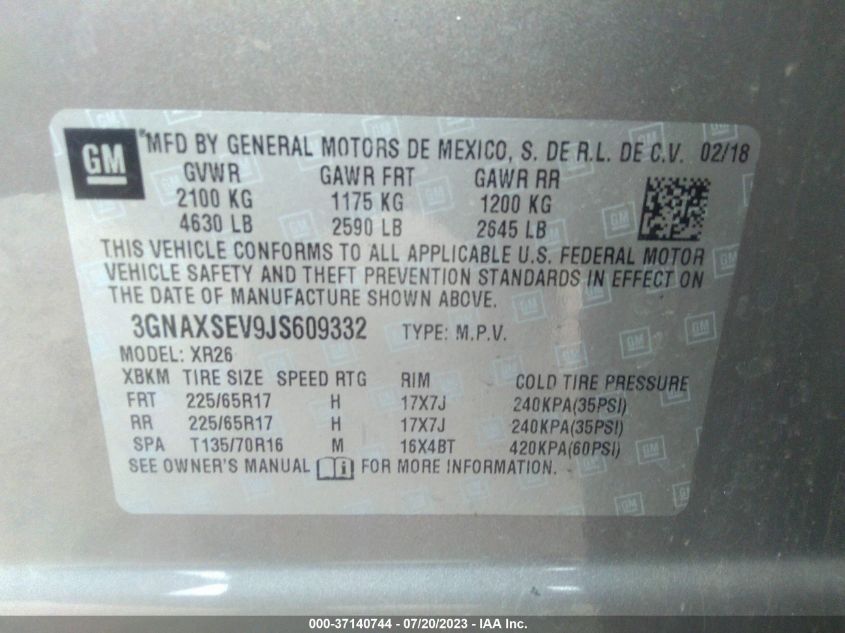 GM
MFD BY GENERAL MOTORS DE MEXICO, S. DE R.L. DE C.V. 02/18
GVWR GAWR FRT GAWR RR
2100 KG 1175 KG 1200 KG
4630 LB 2590 LB 2645 LB
THIS VEHICLE CONFORMS TO ALL APPLICABLE U.S. FEDERAL MOTOR
VEHICLE SAFETY AND THEFT PREVENTION STANDARDS IN EFFECT ON
THE DATE OF MANUFACTURE SHOWN ABOVE.
3GNAXSEV9JS609332 TYPE: M.P.V.
MODEL: XR26
XBKM TIRE SIZE SPEED RTG RIM COLD TIRE PRESSURE
FRT 225/65R17 H 17X7J 240KPA(35PSI)
RR 225/65R17 H 17X7J 240KPA(35PSI)
SPA T135/70R16 M 16X4BT 420KPA(60PSI)
SEE OWNER'S MANUAL FOR MORE INFORMATION.
000-37140744 - 07/20/2023 - IAA Inc.